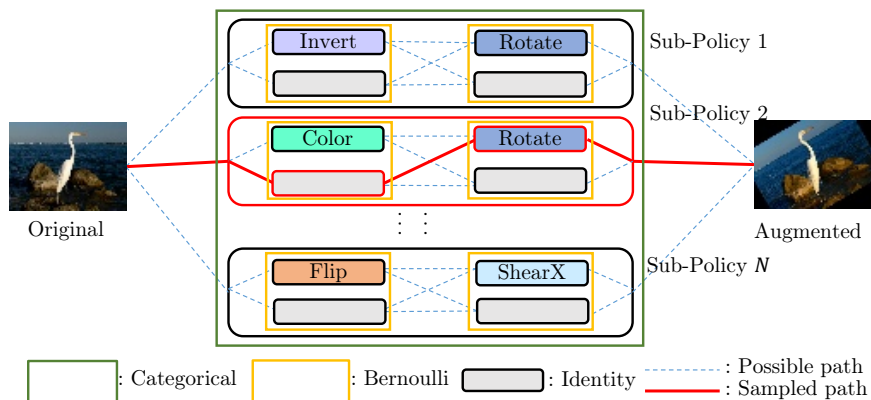 Invert Rotate Sub-Policy 1
Sub-Policy 2
Color Rotate
Original
: :
Augmented
Flip ShearX Sub-Policy N
: Categorical : Bernoulli : Identity : Possible path
: Sampled path